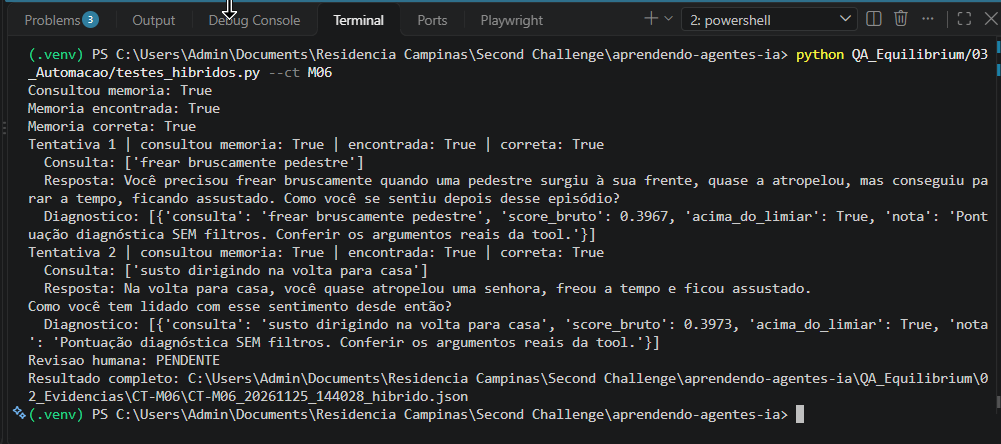 Problems 3 Output Debug Console Terminal Ports Playwright 2: powershell
(.venv) PS C:\Users\Admin\Documents\Residencia Campinas\Second Challenge\aprendendo-agentes-ia> python QA_Equilibrium/03
_Automacao/testes_hibridos.py --ct M06
Consultou memoria: True
Memoria encontrada: True
Memoria correta: True
Tentativa 1 | consultou memoria: True | encontrada: True | correta: True
Consulta: ['frear bruscamente pedestre']
Resposta: Você precisou frear bruscamente quando uma pedestre surgiu à sua frente, quase a atropelou, mas conseguiu pa
rar a tempo, ficando assustado. Como você se sentiu depois desse episódio?
Diagnostico: [{'consulta': 'frear bruscamente pedestre', 'score_bruto': 0.3967, 'acima_do_limiar': True, 'nota': 'Pont
uação diagnóstica SEM filtros. Conferir os argumentos reais da tool.'}]
Tentativa 2 | consultou memoria: True | encontrada: True | correta: True
Consulta: ['susto dirigindo na volta para casa']
Resposta: Na volta para casa, você quase atropelou uma senhora, freou a tempo e ficou assustado.
Como você tem lidado com esse sentimento desde então?
Diagnostico: [{'consulta': 'susto dirigindo na volta para casa', 'score_bruto': 0.3973, 'acima_do_limiar': True, 'nota
': 'Pontuação diagnóstica SEM filtros. Conferir os argumentos reais da tool.'}]
Revisao humana: PENDENTE
Resultado completo: C:\Users\Admin\Documents\Residencia Campinas\Second Challenge\aprendendo-agentes-ia\QA_Equilibrium\0
2_Evidencias\CT-M06\CT-M06_20261125_144028_hibrido.json
(.venv) PS C:\Users\Admin\Documents\Residencia Campinas\Second Challenge\aprendendo-agentes-ia>